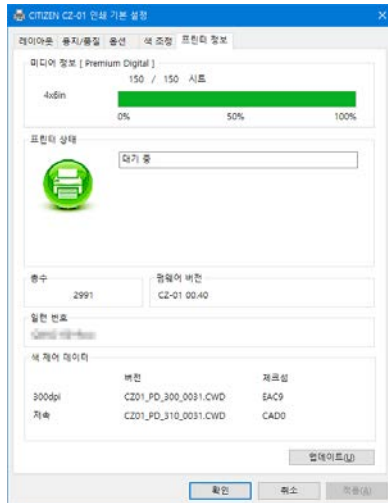 CITIZEN CZ-01 인쇄 기본 설정
레이아웃 용지/품질 옵션 색 조정 프린터 정보
미디어 정보 [ Premium Digital ]
150 / 150 시트
4x6in
0% 50% 100%
프린터 상태
대기 중
총수
2991
펌웨어 버전
CZ-01 00.40
일련 번호
색 제어 데이터
버전 체크섬
300dpi CZ01_PD_300_0031.CWD EAC9
저속 CZ01_PD_310_0031.CWD CAD0
업데이트(U)
확인 취소 적용(A)